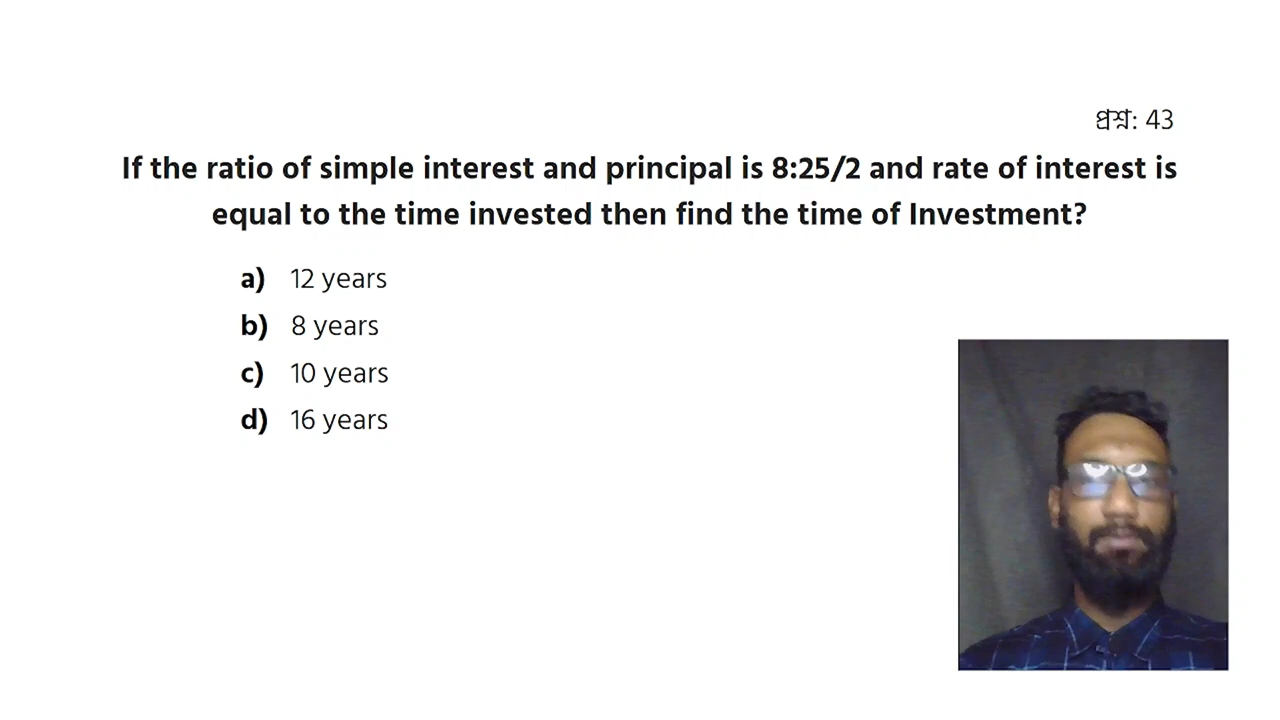 প্রশ্ন: 43
If the ratio of simple interest and principal is 8:25/2 and rate of interest is
equal to the time invested then find the time of Investment?
a) 12 years
b) 8 years
c) 10 years
d) 16 years